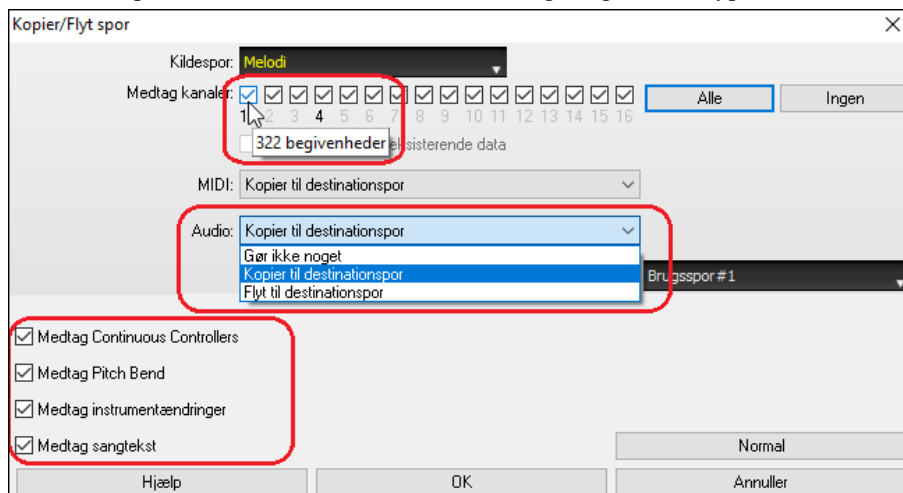 Kopier/Flyt spor
Kildespor: Melodi
Medtag kanaler: Alle Ingen
1 2 3 4 5 6 7 8 9 10 11 12 13 14 15 16
322 begivenheder eksisterende data
MIDI: Kopier til destinationspor
Audio: Kopier til destinationspor
Gør ikke noget
Kopier til destinationspor
Brugsspor #1
Flyt til destinationspor
Medtag Continuous Controllers
Medtag Pitch Bend
Medtag instrumentændringer
Medtag sangtekst
Normal
Hjælp OK Annuller